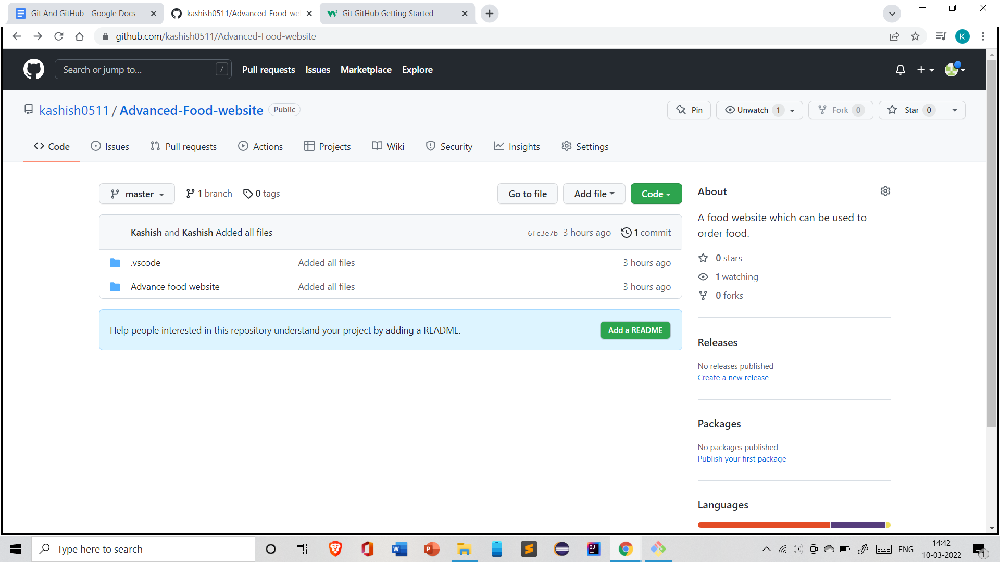 Git And GitHub - Google Docs
kashish0511/Advanced-Food-we
Git GitHub Getting Started
github.com/kashish0511/Advanced-Food-website
K
Search or jump to... /
Pull requests Issues Marketplace Explore
kashish0511 / Advanced-Food-website Public
Pin
Unwatch 1
Fork 0
Star 0
Code
Issues
Pull requests
Actions
Projects
Wiki
Security
Insights
Settings
master
1 branch
0 tags
Go to file
Add file
Code
Kashish and Kashish Added all files
6fc3e7b 3 hours ago 1 commit
.vscode Added all files 3 hours ago
Advance food website Added all files 3 hours ago
Help people interested in this repository understand your project by adding a README.
Add a README
About
A food website which can be used to
order food.
0 stars
1 watching
0 forks
Releases
No releases published
Create a new release
Packages
No packages published
Publish your first package
Languages
Type here to search
W
P
IJ
ENG
14:42
10-03-2022
1